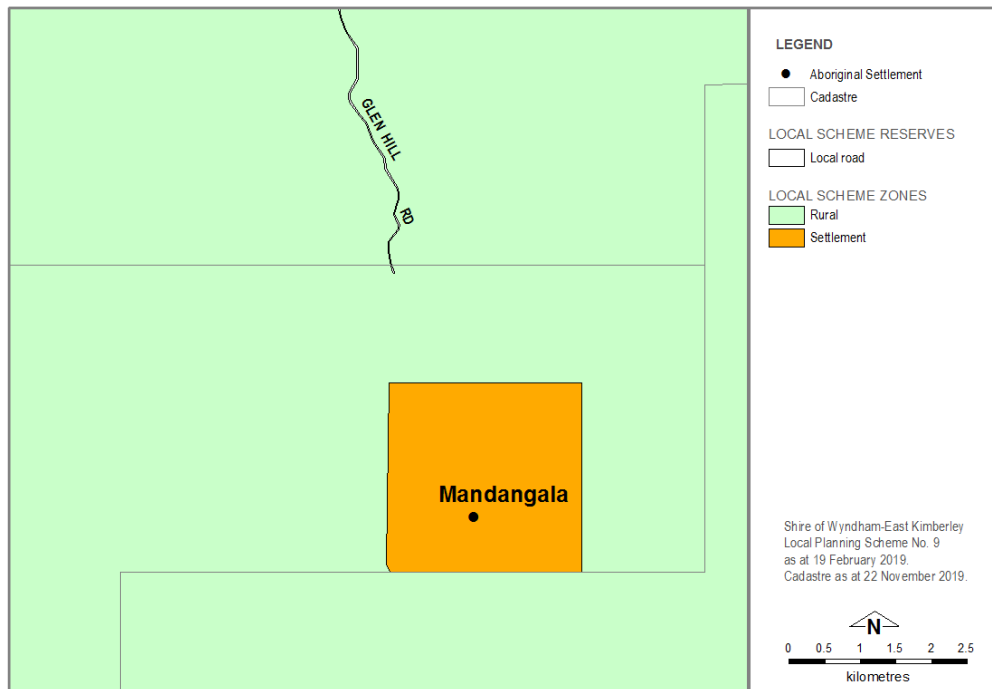 GLEN HILL
RD
Mandangala
LEGEND
Aboriginal Settlement
Cadastre
LOCAL SCHEME RESERVES
Local road
LOCAL SCHEME ZONES
Rural
Settlement
Shire of Wyndham-East Kimberley
Local Planning Scheme No. 9
as at 19 February 2019.
Cadastre as at 22 November 2019.
N
0 0.5 1 1.5 2 2.5
kilometres